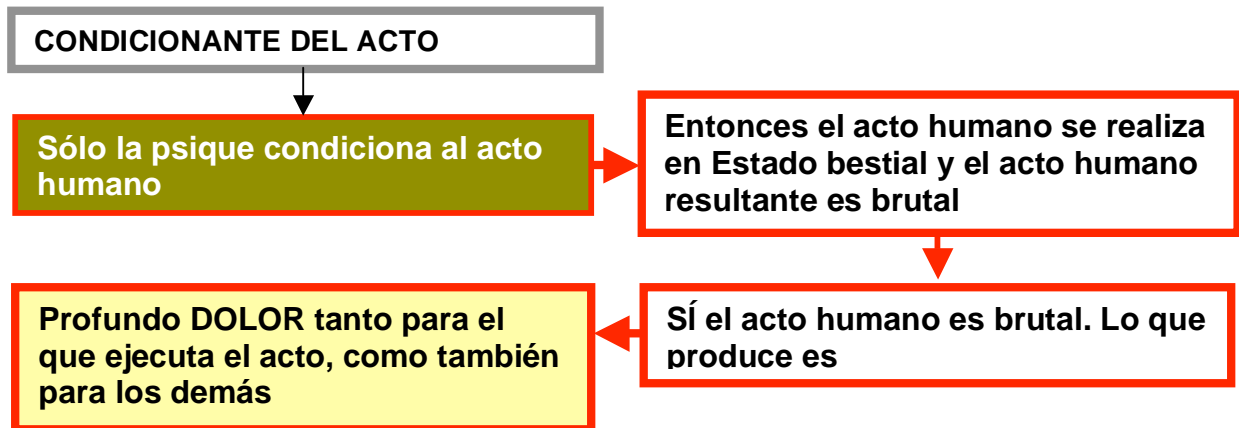 CONDICIONANTE DEL ACTO
Sólo la psique condiciona al acto
humano
Entonces el acto humano se realiza
en Estado bestial y el acto humano
resultante es brutal
SÍ el acto humano es brutal. Lo que
produce es
Profundo DOLOR tanto para el
que ejecuta el acto, como también
para los demás